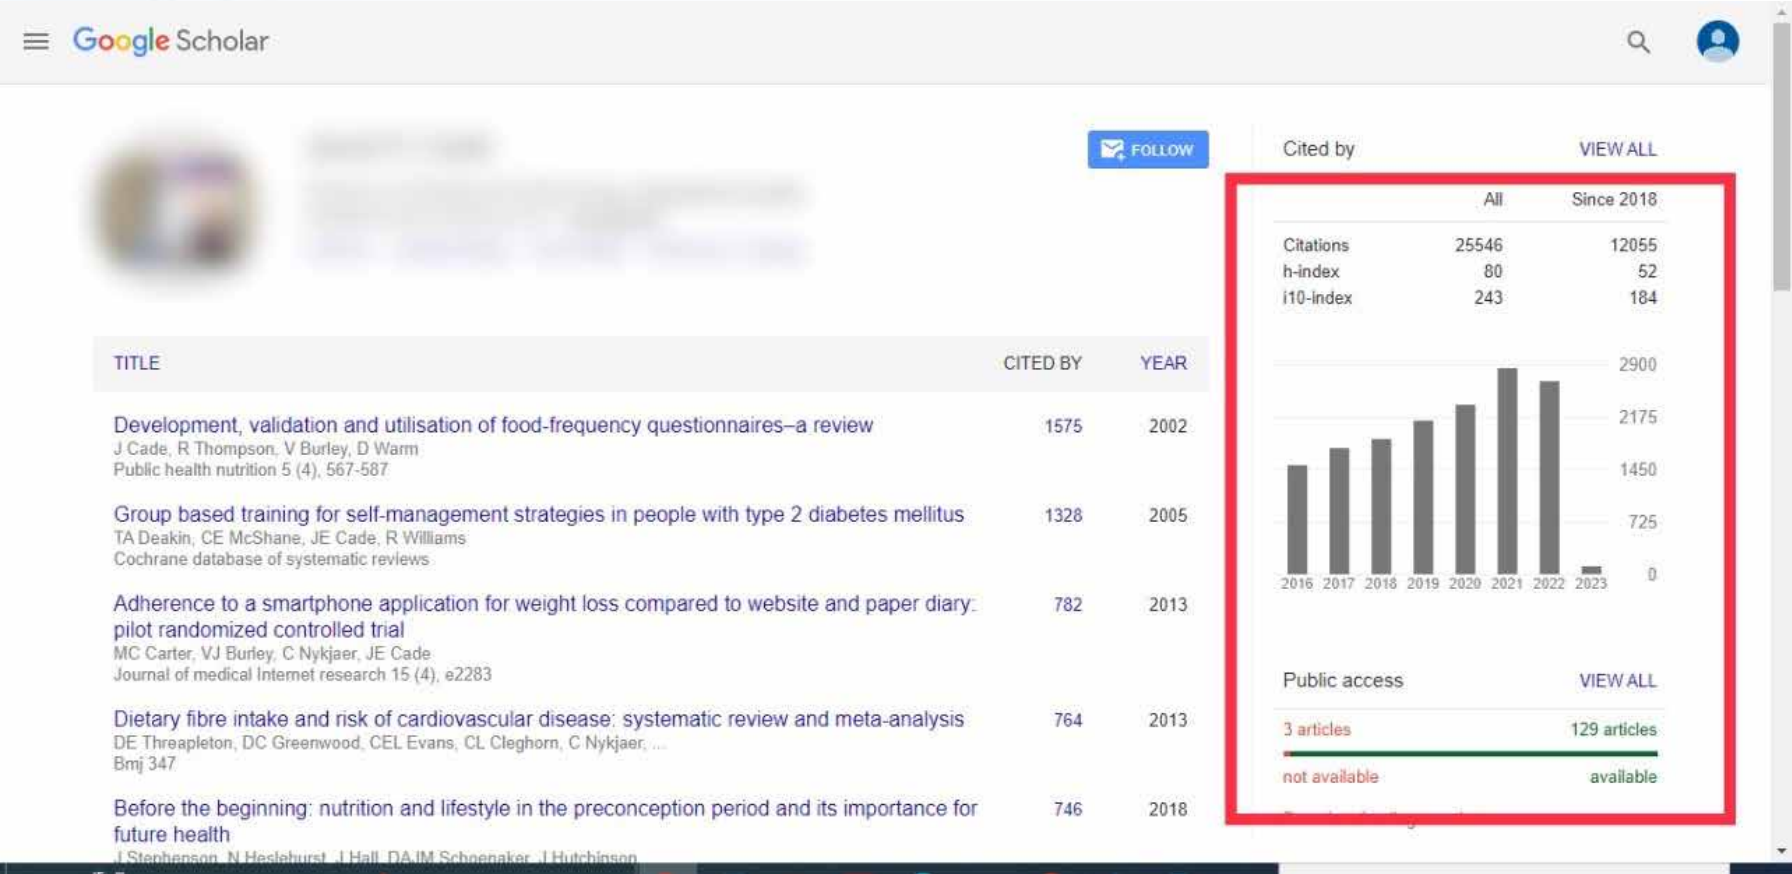 Google Scholar
FOLLOW
TITLE CITED BY YEAR
Development, validation and utilisation of food-frequency questionnaires–a review 1575 2002
J Cade, R Thompson, V Burley, D Warm
Public health nutrition 5 (4), 567-587
Group based training for self-management strategies in people with type 2 diabetes mellitus 1328 2005
TA Deakin, CE McShane, JE Cade, R Williams
Cochrane database of systematic reviews
Adherence to a smartphone application for weight loss compared to website and paper diary: 782 2013
pilot randomized controlled trial
MC Carter, VJ Burley, C Nykjaer, JE Cade
Journal of medical Internet research 15 (4), e2283
Dietary fibre intake and risk of cardiovascular disease: systematic review and meta-analysis 764 2013
DE Threapleton, DC Greenwood, CEL Evans, CL Cleghorn, C Nykjaer, ...
Bmj 347
Before the beginning: nutrition and lifestyle in the preconception period and its importance for 746 2018
future health
J Stephenson, N Heslehurst, J Hall, DAJM Schoenaker, J Hutchinson
Cited by VIEW ALL
All Since 2018
Citations 25546 12055
h-index 80 52
i10-index 243 184
2900
2175
1450
725
0
2016 2017 2018 2019 2020 2021 2022 2023
Public access VIEW ALL
3 articles 129 articles
not available available